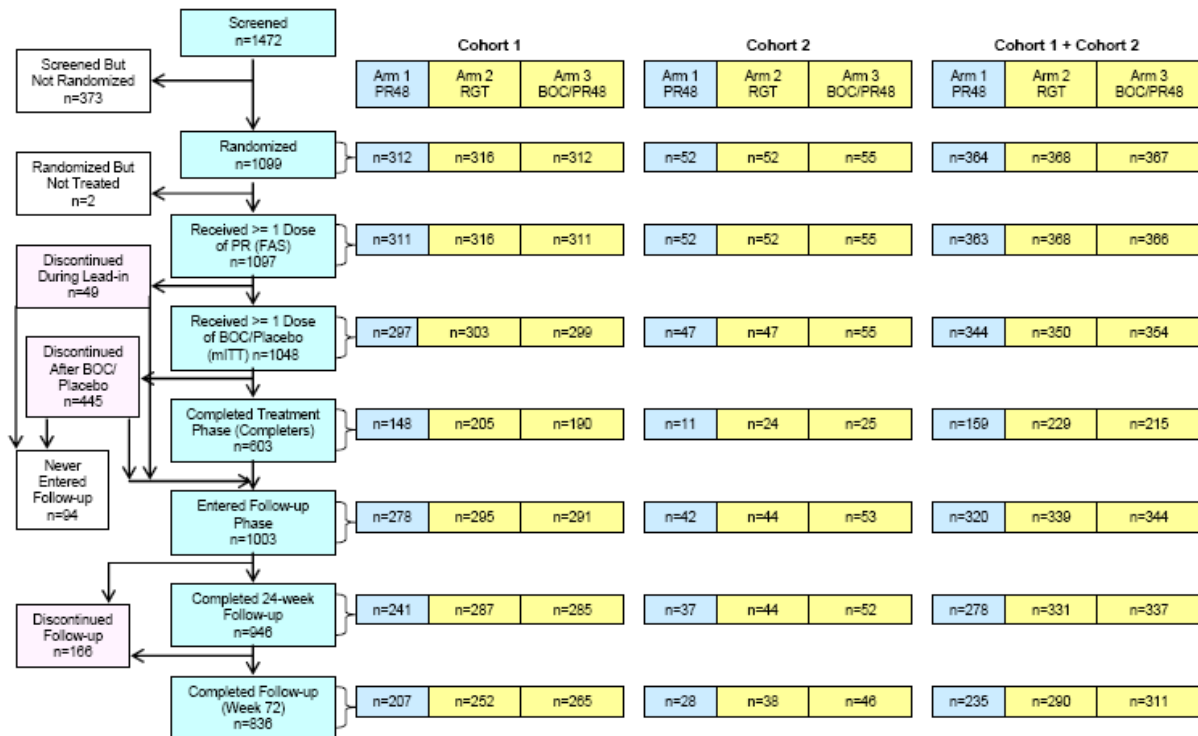 Screened
n=1472
Cohort 1
Cohort 2
Cohort 1 + Cohort 2
Screened But
Not Randomized
n=373
Arm 1
PR48
Arm 2
RGT
Arm 3
BOC/PR48
Arm 1
PR48
Arm 2
RGT
Arm 3
BOC/PR48
Arm 1
PR48
Arm 2
RGT
Arm 3
BOC/PR48
Randomized
n=1099
n=312
n=316
n=312
n=52
n=52
n=55
n=364
n=368
n=367
Randomized But
Not Treated
n=2
Received >= 1 Dose
of PR (FAS)
n=1097
n=311
n=316
n=311
n=52
n=52
n=55
n=363
n=368
n=366
Discontinued
During Lead-in
n=49
Received >= 1 Dose
of BOC/Placebo
(mITT) n=1048
n=297
n=303
n=299
n=47
n=47
n=55
n=344
n=350
n=354
Discontinued
After BOC/
Placebo
n=445
Completed Treatment
Phase (Completers)
n=603
n=148
n=205
n=190
n=11
n=24
n=25
n=159
n=229
n=215
Never
Entered
Follow-up
n=94
Entered Follow-up
Phase
n=1003
n=278
n=295
n=291
n=42
n=44
n=53
n=320
n=339
n=344
Completed 24-week
Follow-up
n=946
n=241
n=287
n=285
n=37
n=44
n=52
n=278
n=331
n=337
Discontinued
Follow-up
n=166
Completed Follow-up
(Week 72)
n=836
n=207
n=252
n=265
n=28
n=38
n=46
n=235
n=290
n=311